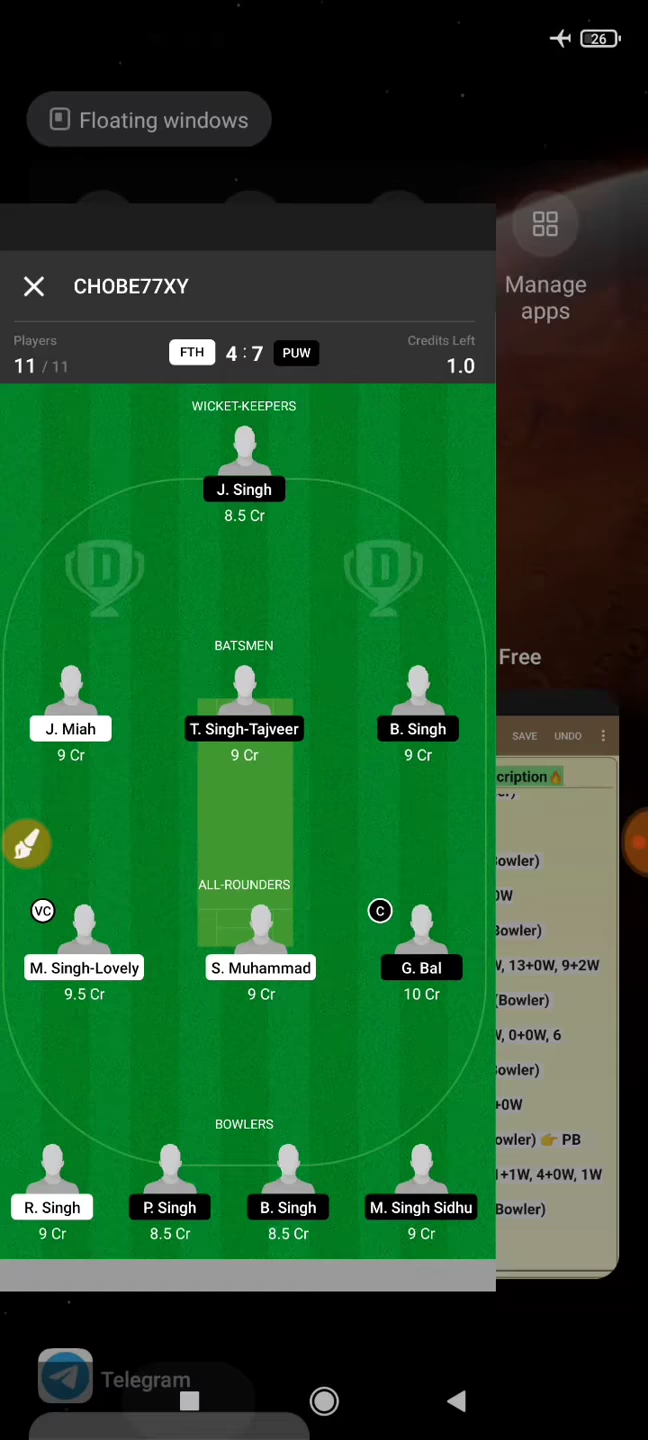 26
Floating windows
Manage
apps
CHOBE77XY
Players
11 / 11
FTH 4 : 7 PUW
Credits Left
1.0
WICKET-KEEPERS
J. Singh
8.5 Cr
D D
BATSMEN
Free
J. Miah T. Singh-Tajveer B. Singh
9 Cr 9 Cr 9 Cr
SAVE UNDO
cription🔥
owler)
0W
owler)
, 13+0W, 9+2W
(Bowler)
, 0+0W, 6
owler)
+0W
owler) 👉 PB
1+1W, 4+0W, 1W
Bowler)
ALL-ROUNDERS
VC C
M. Singh-Lovely S. Muhammad G. Bal
9.5 Cr 9 Cr 10 Cr
BOWLERS
R. Singh P. Singh B. Singh M. Singh Sidhu
9 Cr 8.5 Cr 8.5 Cr 9 Cr
Telegram